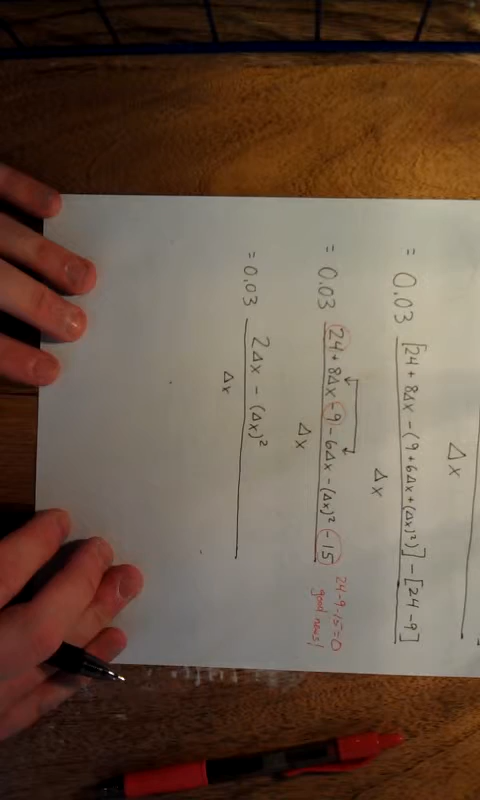 Δx
= 0.03 [24 + 8Δx - (9 + 6Δx + (Δx)²)] - [24 - 9]
Δx
= 0.03 24 + 8Δx - 9 - 6Δx - (Δx)² - 15
Δx
24-9-15=0
good news!
= 0.03 2Δx - (Δx)²
Δx